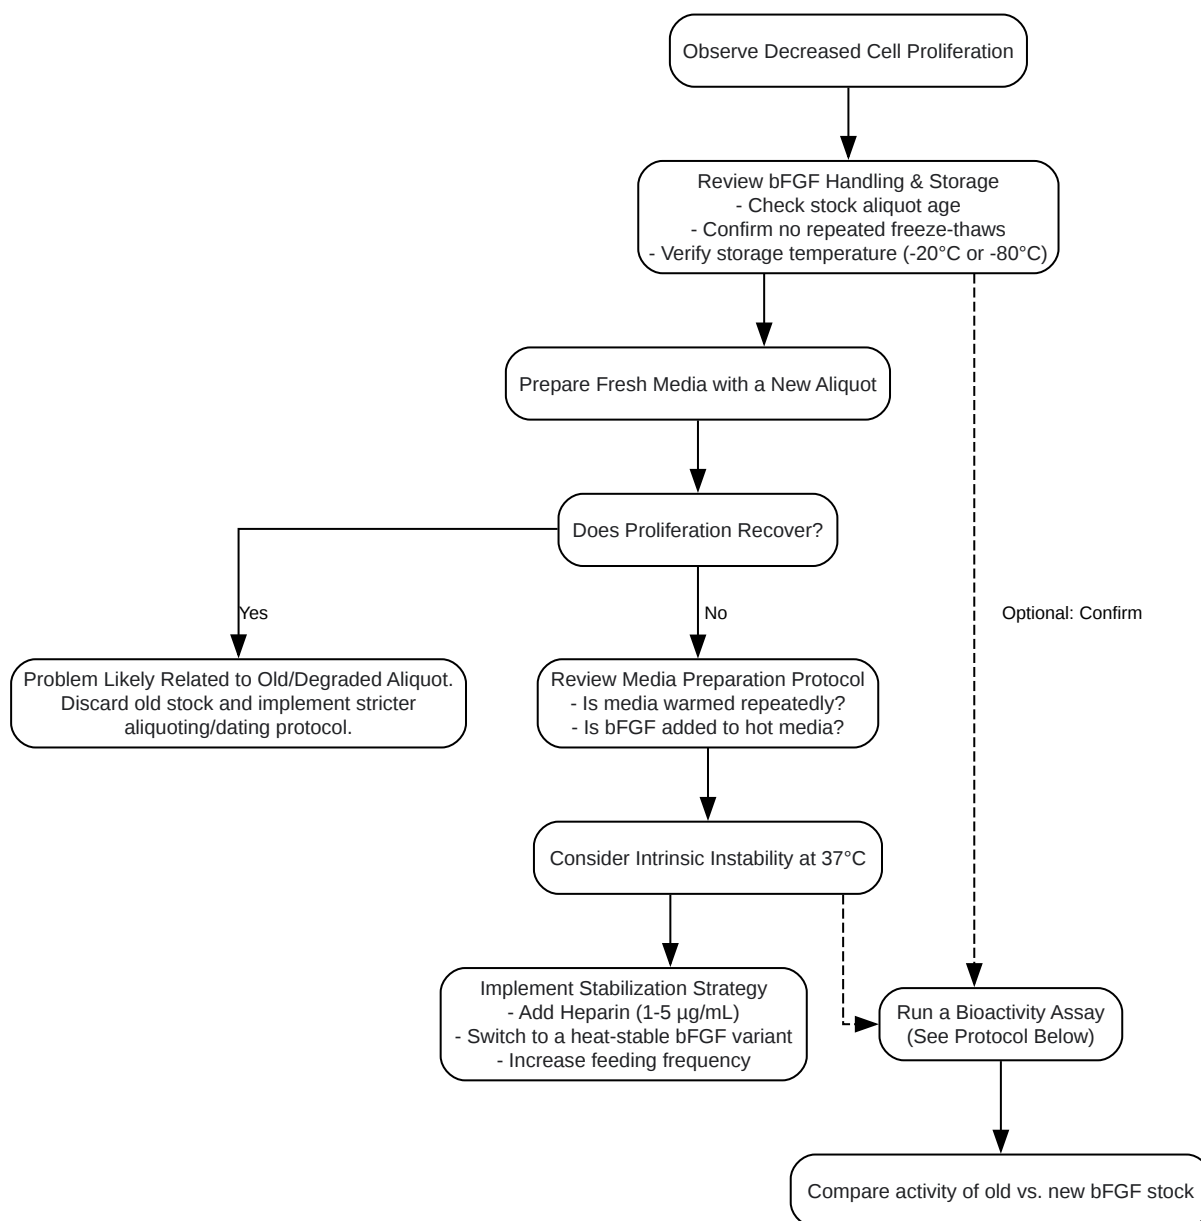 Observe Decreased Cell Proliferation
Review bFGF Handling & Storage
- Check stock aliquot age
- Confirm no repeated freeze-thaws
- Verify storage temperature (-20°C or -80°C)
Prepare Fresh Media with a New Aliquot
Does Proliferation Recover?
Yes
No
Optional: Confirm
Problem Likely Related to Old/Degraded Aliquot.
Discard old stock and implement stricter
aliquoting/dating protocol.
Review Media Preparation Protocol
- Is media warmed repeatedly?
- Is bFGF added to hot media?
Consider Intrinsic Instability at 37°C
Implement Stabilization Strategy
- Add Heparin (1-5 µg/mL)
- Switch to a heat-stable bFGF variant
- Increase feeding frequency
Run a Bioactivity Assay
(See Protocol Below)
Compare activity of old vs. new bFGF stock